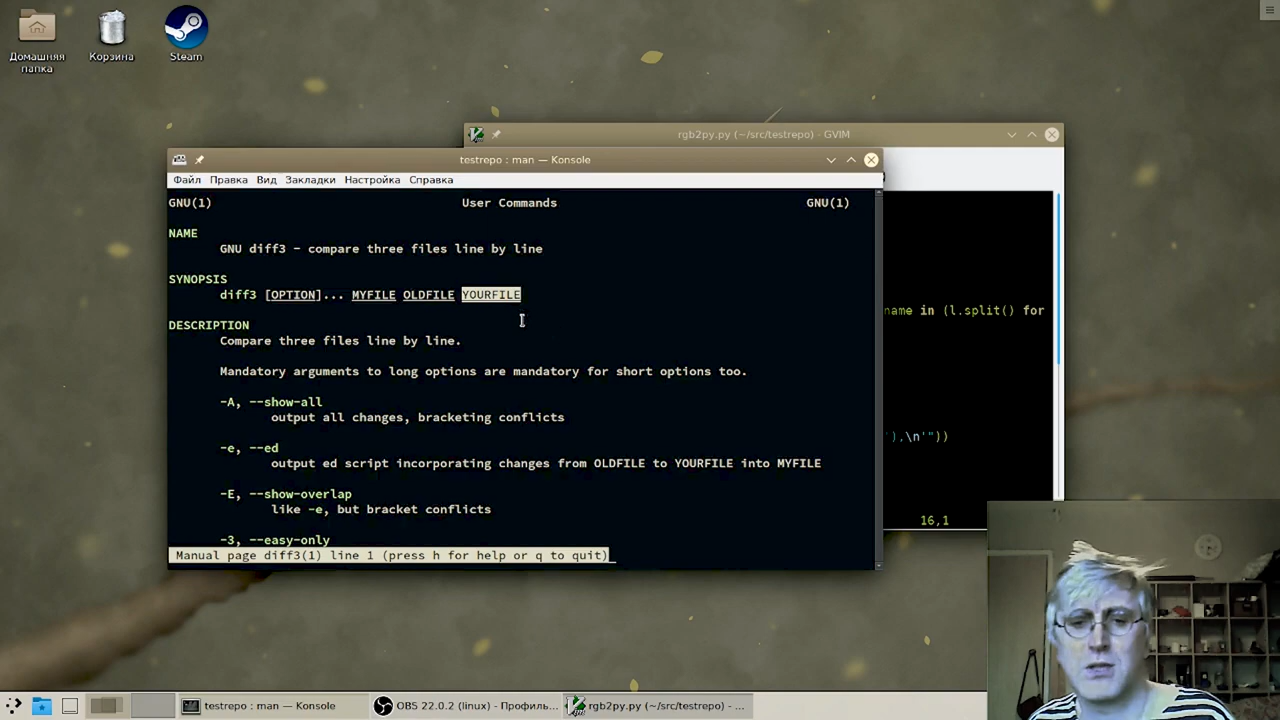 Домашняя
папка
Корзина
Steam
rgb2py.py (~/src/testrepo) - GVIM
testrepo : man — Konsole
Файл Правка Вид Закладки Настройка Справка
GNU(1) User Commands GNU(1)
NAME
GNU diff3 - compare three files line by line
SYNOPSIS
diff3 [OPTION]... MYFILE OLDFILE YOURFILE
name in (l.split() for
DESCRIPTION
Compare three files line by line.
Mandatory arguments to long options are mandatory for short options too.
-A, --show-all
output all changes, bracketing conflicts
'),\n'"))
-e, --ed
output ed script incorporating changes from OLDFILE to YOURFILE into MYFILE
-E, --show-overlap
like -e, but bracket conflicts
16,1
-3, --easy-only
Manual page diff3(1) line 1 (press h for help or q to quit)
testrepo : man — Konsole
OBS 22.0.2 (linux) - Профиль...
rgb2py.py (~/src/testrepo) - ...